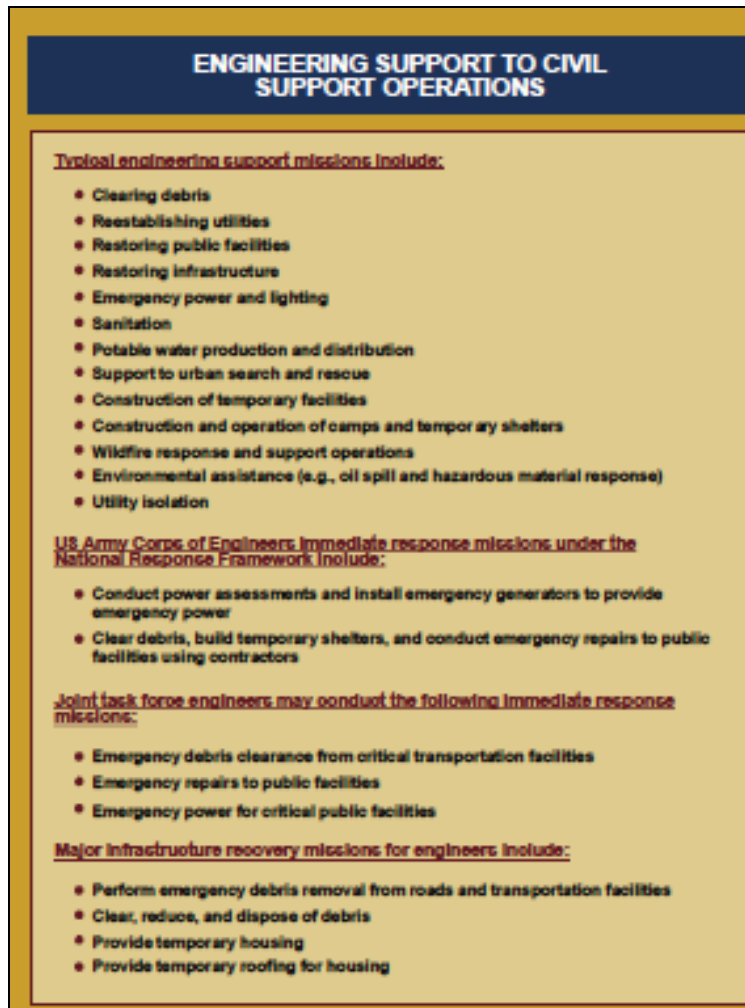 ENGINEERING SUPPORT TO CIVIL
SUPPORT OPERATIONS
Typical engineering support missions include:
• Clearing debris
• Reestablishing utilities
• Restoring public facilities
• Restoring infrastructure
• Emergency power and lighting
• Sanitation
• Potable water production and distribution
• Support to urban search and rescue
• Construction of temporary facilities
• Construction and operation of camps and temporary shelters
• Wildfire response and support operations
• Environmental assistance (e.g., oil spill and hazardous material response)
• Utility isolation
US Army Corps of Engineers immediate response missions under the
National Response Framework include:
• Conduct power assessments and install emergency generators to provide
emergency power
• Clear debris, build temporary shelters, and conduct emergency repairs to public
facilities using contractors
Joint task force engineers may conduct the following immediate response
missions:
• Emergency debris clearance from critical transportation facilities
• Emergency repairs to public facilities
• Emergency power for critical public facilities
Major infrastructure recovery missions for engineers include:
• Perform emergency debris removal from roads and transportation facilities
• Clear, reduce, and dispose of debris
• Provide temporary housing
• Provide temporary roofing for housing